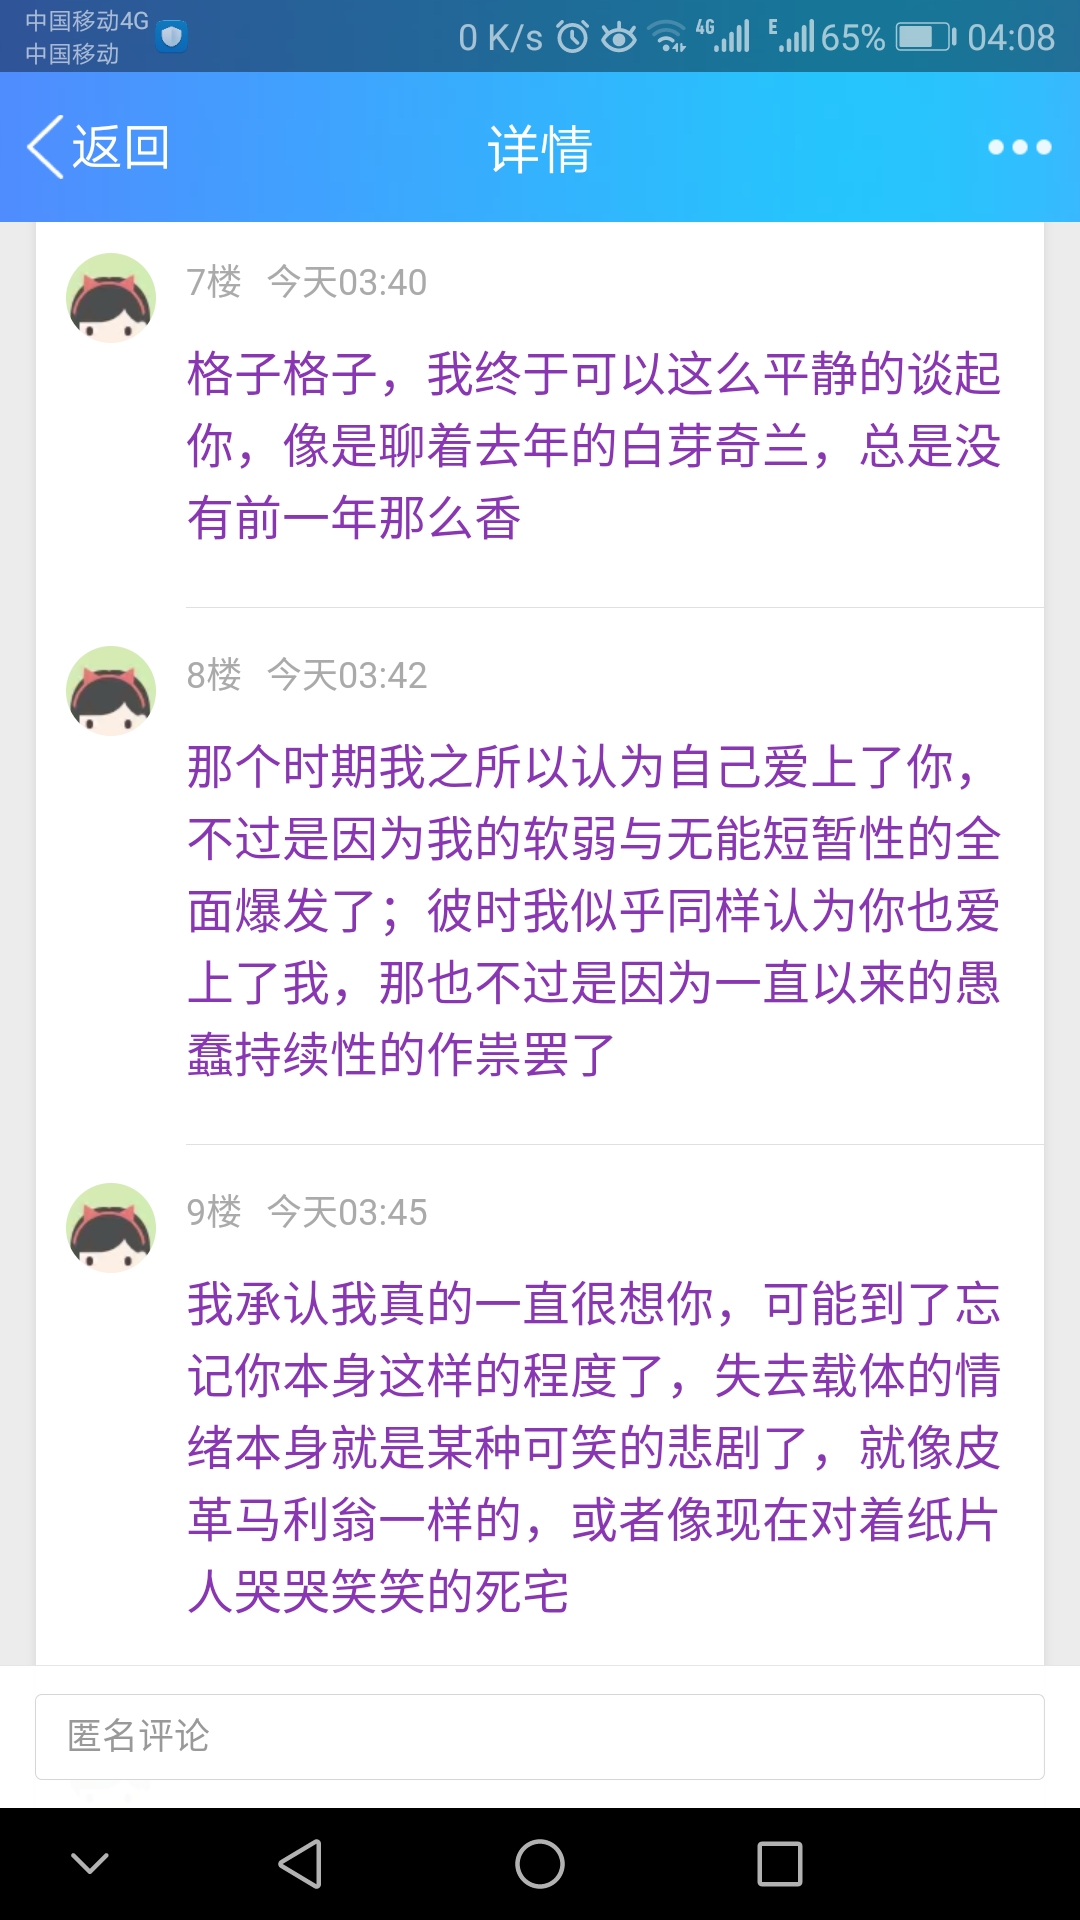 中国移动4G
中国移动
0 K/s 4G E 65% 04:08
返回 详情
7楼 今天03:40
格子格子，我终于可以这么平静的谈起
你，像是聊着去年的白芽奇兰，总是没
有前一年那么香
8楼 今天03:42
那个时期我之所以认为自己爱上了你，
不过是因为我的软弱与无能短暂性的全
面爆发了；彼时我似乎同样认为你也爱
上了我，那也不过是因为一直以来的愚
蠢持续性的作祟罢了
9楼 今天03:45
我承认我真的一直很想你，可能到了忘
记你本身这样的程度了，失去载体的情
绪本身就是某种可笑的悲剧了，就像皮
革马利翁一样的，或者像现在对着纸片
人哭哭笑笑的死宅
匿名评论